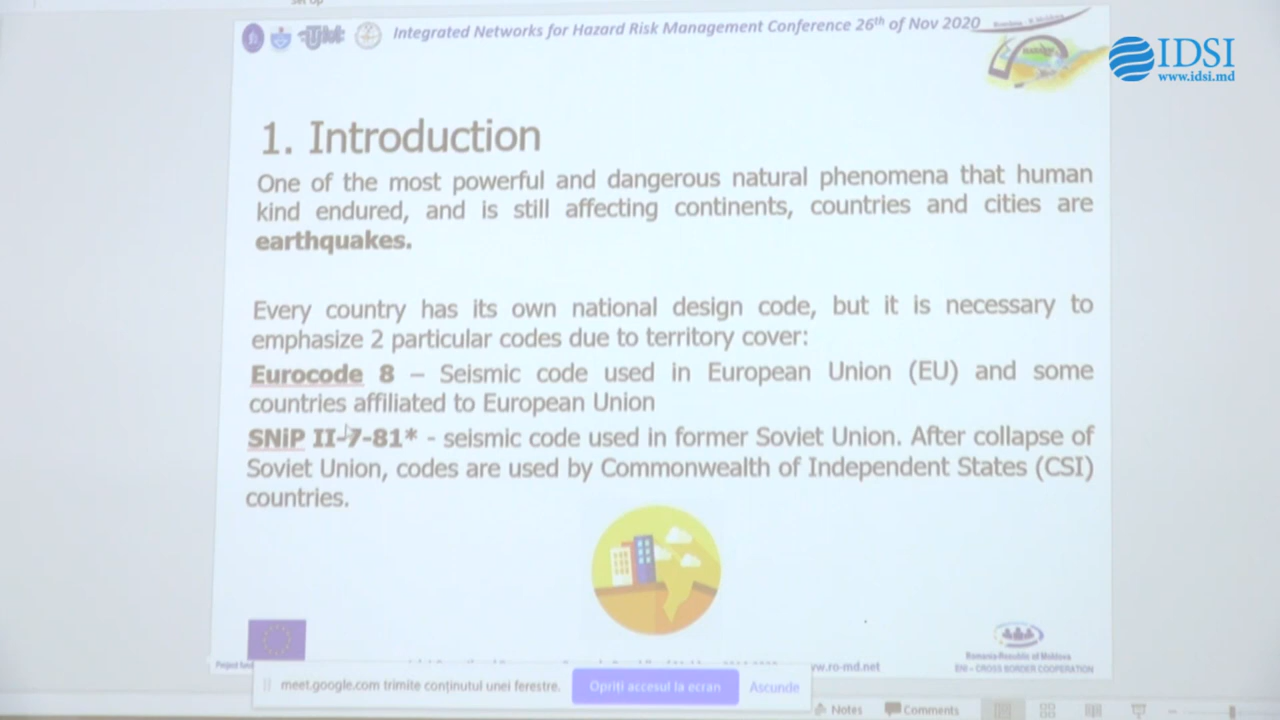 Set Up
Integrated Networks for Hazard Risk Management Conference 26th of Nov 2020
IDSI
www.idsi.md
1. Introduction
One of the most powerful and dangerous natural phenomena that human
kind endured, and is still affecting continents, countries and cities are
earthquakes.
Every country has its own national design code, but it is necessary to
emphasize 2 particular codes due to territory cover:
Eurocode 8 – Seismic code used in European Union (EU) and some
countries affiliated to European Union
SNiP II-7-81* - seismic code used in former Soviet Union. After collapse of
Soviet Union, codes are used by Commonwealth of Independent States (CSI)
countries.
Romania-Republic of Moldova
ENI – CROSS BORDER COOPERATION
Project
ro-md.net
meet.google.com trimite conținutul unei ferestre.
Opriți accesul la ecran
Ascunde
Notes
Comments